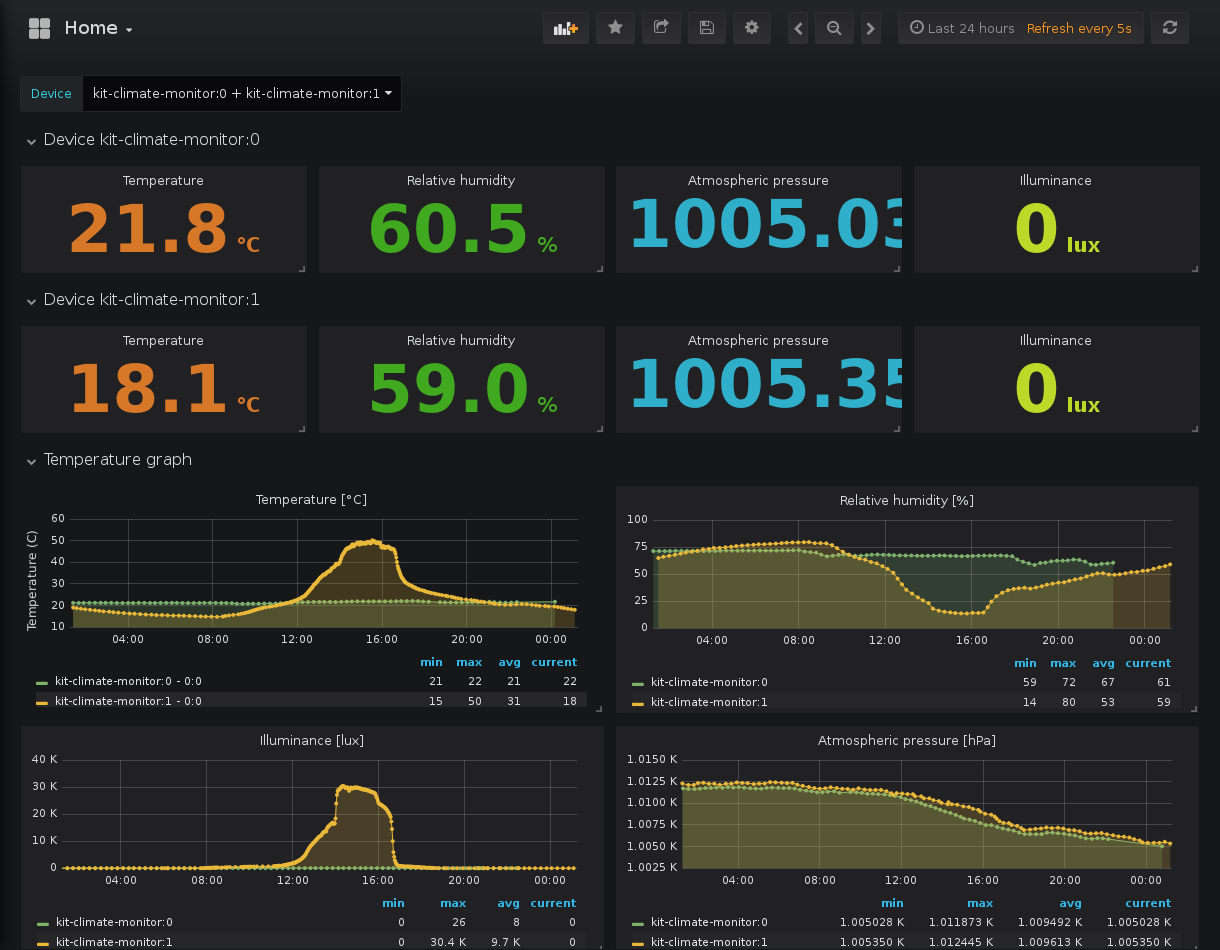 Home
Last 24 hours Refresh every 5s
Device kit-climate-monitor:0 + kit-climate-monitor:1
Device kit-climate-monitor:0
Temperature Relative humidity Atmospheric pressure Illuminance
21.8 °C 60.5 % 1005.03 0 lux
Device kit-climate-monitor:1
Temperature Relative humidity Atmospheric pressure Illuminance
18.1 °C 59.0 % 1005.35 0 lux
Temperature graph
Temperature [°C]
Temperature (C)
60
50
40
30
20
10
04:00 08:00 12:00 16:00 20:00 00:00
min max avg current
kit-climate-monitor:0 - 0:0 21 22 21 22
kit-climate-monitor:1 - 0:0 15 50 31 18
Relative humidity [%]
100
75
50
25
0
04:00 08:00 12:00 16:00 20:00 00:00
min max avg current
kit-climate-monitor:0 59 72 67 61
kit-climate-monitor:1 14 80 53 59
Illuminance [lux]
40 K
30 K
20 K
10 K
0
04:00 08:00 12:00 16:00 20:00 00:00
min max avg current
kit-climate-monitor:0 0 26 8 0
kit-climate-monitor:1 0 30.4 K 9.7 K 0
Atmospheric pressure [hPa]
1.0150 K
1.0125 K
1.0100 K
1.0075 K
1.0050 K
1.0025 K
04:00 08:00 12:00 16:00 20:00 00:00
min max avg current
kit-climate-monitor:0 1.005028 K 1.011873 K 1.009492 K 1.005028 K
kit-climate-monitor:1 1.005350 K 1.012445 K 1.009613 K 1.005350 K